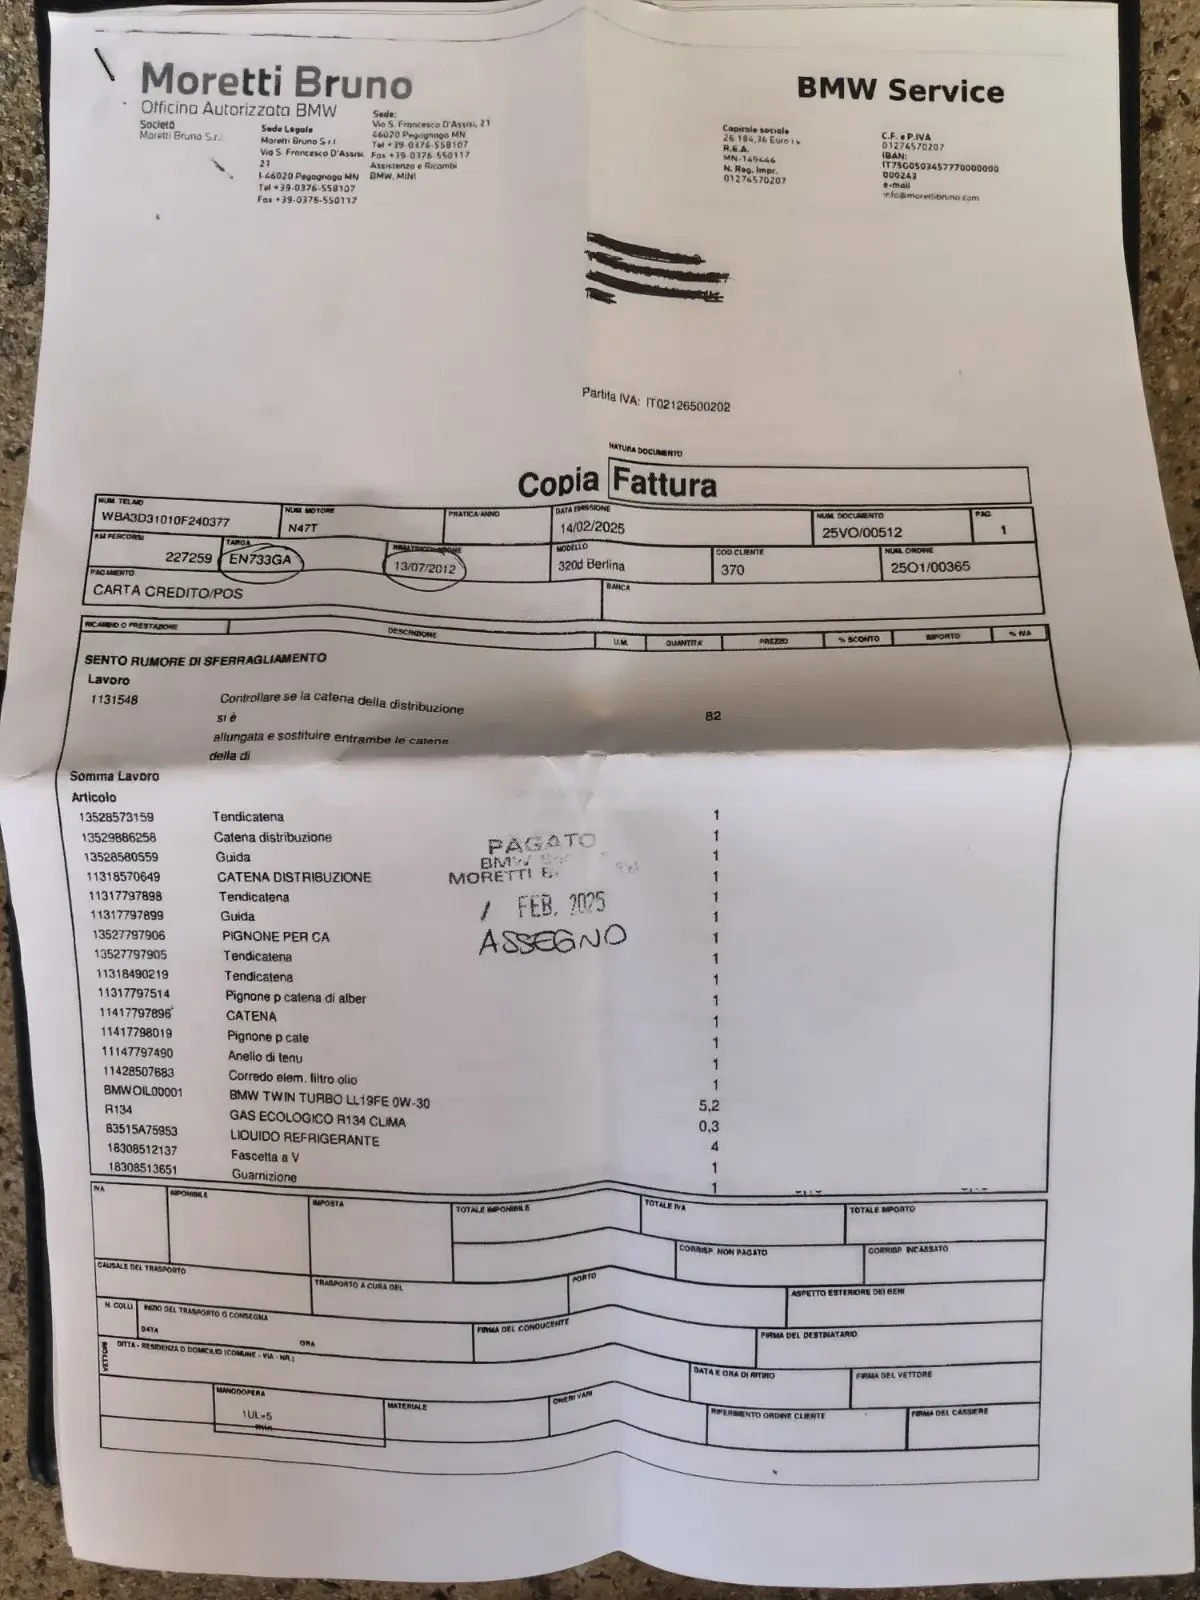 Moretti Bruno
Officina Autorizzata BMW
BMW Service
Società
Moretti Bruno S.r.l.
Sede Legale
Moretti Bruno S.r.l.
Via S. Francesco D'Assisi,
21
I-46020 Pegognaga MN
Tel +39-0376-558107
Fax +39-0376-550117
Sede:
Via S. Francesco D'Assisi, 21
46020 Pegognaga MN
Tel +39-0376-558107
Fax +39-0376-550117
Assistenza e Ricambi
BMW, MINI
Capitale sociale
26.184,36 Euro i.v.
R.E.A.
MN-149444
N. Reg. Impr.
01274570207
C.F. e P.IVA
01274570207
IBAN:
IT75G0503457770000000
000243
e-mail
info@morettibruno.com
Partita IVA: IT02126500202
NATURA DOCUMENTO
Copia Fattura
NUM. TELAIO
WBA3D31010F240377
NUM. MOTORE
N47T
PRATICA/ANNO
DATA EMISSIONE
14/02/2025
NUM. DOCUMENTO
25VO/00512
PAG.
1
KM PERCORSI
227259
TARGA
EN733GA
IMMATRICOLAZIONE
13/07/2012
MODELLO
320d Berlina
COD.CLIENTE
370
NUM. ORDINE
25O1/00365
PAGAMENTO
CARTA CREDITO/POS
BANCA
RICAMBIO O PRESTAZIONE DESCRIZIONE U.M. QUANTITA' PREZZO % SCONTO IMPORTO % IVA
SENTO RUMORE DI SFERRAGLIAMENTO
Lavoro
1131548 Controllare se la catena della distribuzione
si è 82
allungata e sostituire entrambe le catene
della di
Somma Lavoro
Articolo
13528573159 Tendicatena 1
13529886258 Catena distribuzione 1
13528580559 Guida 1
11318570649 CATENA DISTRIBUZIONE 1
11317797898 Tendicatena 1
11317797899 Guida 1
13527797906 PIGNONE PER CA 1
13527797905 Tendicatena 1
11318490219 Tendicatena 1
11317797514 Pignone p catena di alber 1
11417797896 CATENA 1
11417798019 Pignone p cate 1
11147797490 Anello di tenu 1
11428507683 Corredo elem. filtro olio 1
BMWOIL00001 BMW TWIN TURBO LL19FE 0W-30 5,2
R134 GAS ECOLOGICO R134 CLIMA 0,3
83515A75953 LIQUIDO REFRIGERANTE 4
18308512137 Fascetta a V 1
18308513651 Guarnizione 1
PAGATO
BMW
MORETTI
FEB. 2025
ASSEGNO
IVA IMPONIBILE IMPOSTA TOTALE IMPONIBILE TOTALE IVA TOTALE IMPORTO
CORRISP. NON PAGATO CORRISP. INCASSATO
CAUSALE DEL TRASPORTO TRASPORTO A CURA DEL PORTO ASPETTO ESTERIORE DEI BENI
N. COLLI INIZIO DEL TRASPORTO O CONSEGNA
DATA ORA
FIRMA DEL CONDUCENTE FIRMA DEL DESTINATARIO
VETTORI
DITTA - RESIDENZA O DOMICILIO (COMUNE - VIA - NR.)
DATA E ORA DI RITIRO FIRMA DEL VETTORE
MANODOPERA
1UL=5
min
MATERIALE ONERI VARI RIFERIMENTO ORDINE CLIENTE FIRMA DEL CASSIERE